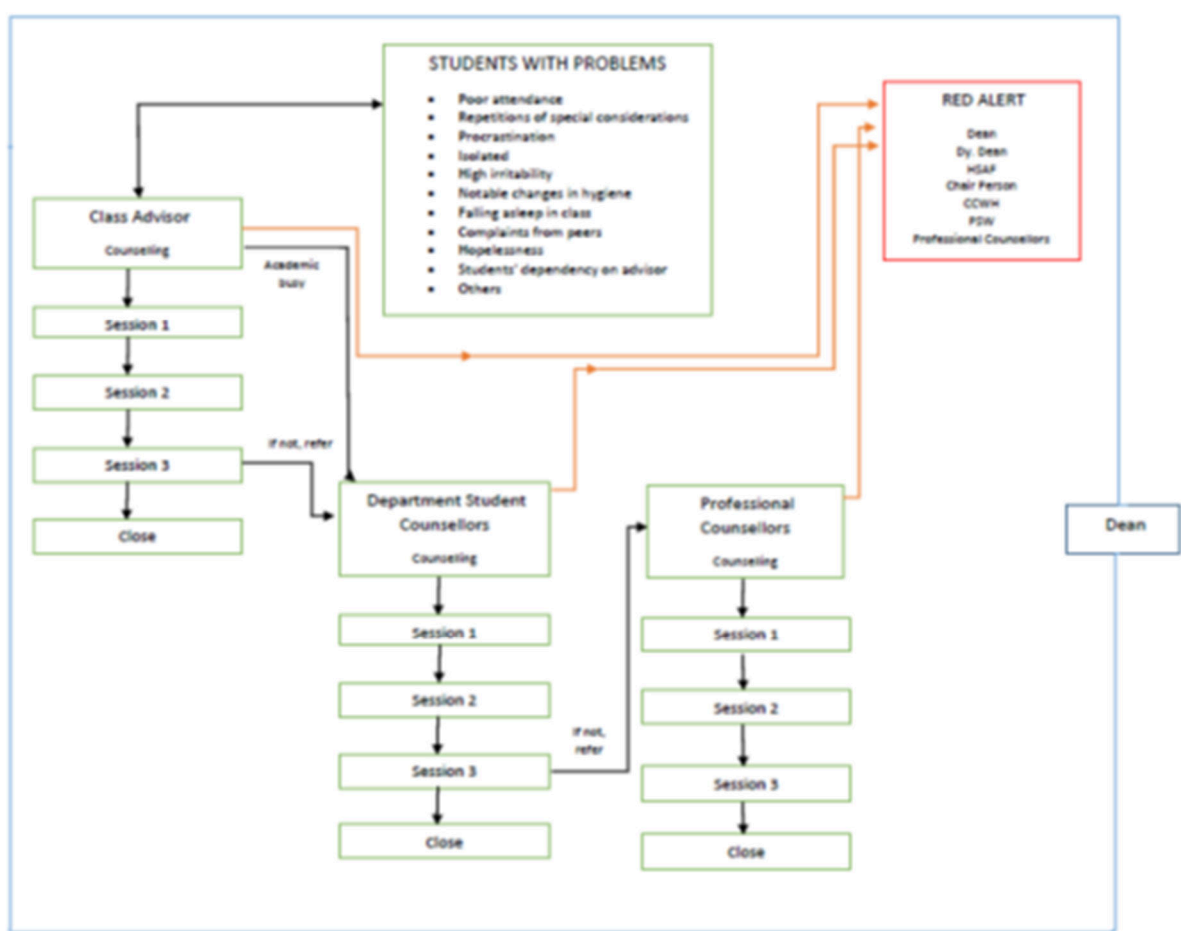 STUDENTS WITH PROBLEMS
Poor attendance
Repetitions of special considerations
Procrastination
Isolated
High irritability
Notable changes in hygiene
Falling asleep in class
Complaints from peers
Hopelessness
Students' dependency on advisor
Others
RED ALERT
Dean
Dy. Dean
HSAF
Chair Person
CCWH
PSW
Professional Counsellors
Class Advisor
Counselling
Academic
busy
Session 1
Session 2
Session 3
If not, refer
Close
Department Student
Counsellors
Counselling
Session 1
Session 2
Session 3
If not,
refer
Close
Professional
Counsellors
Counselling
Session 1
Session 2
Session 3
Close
Dean